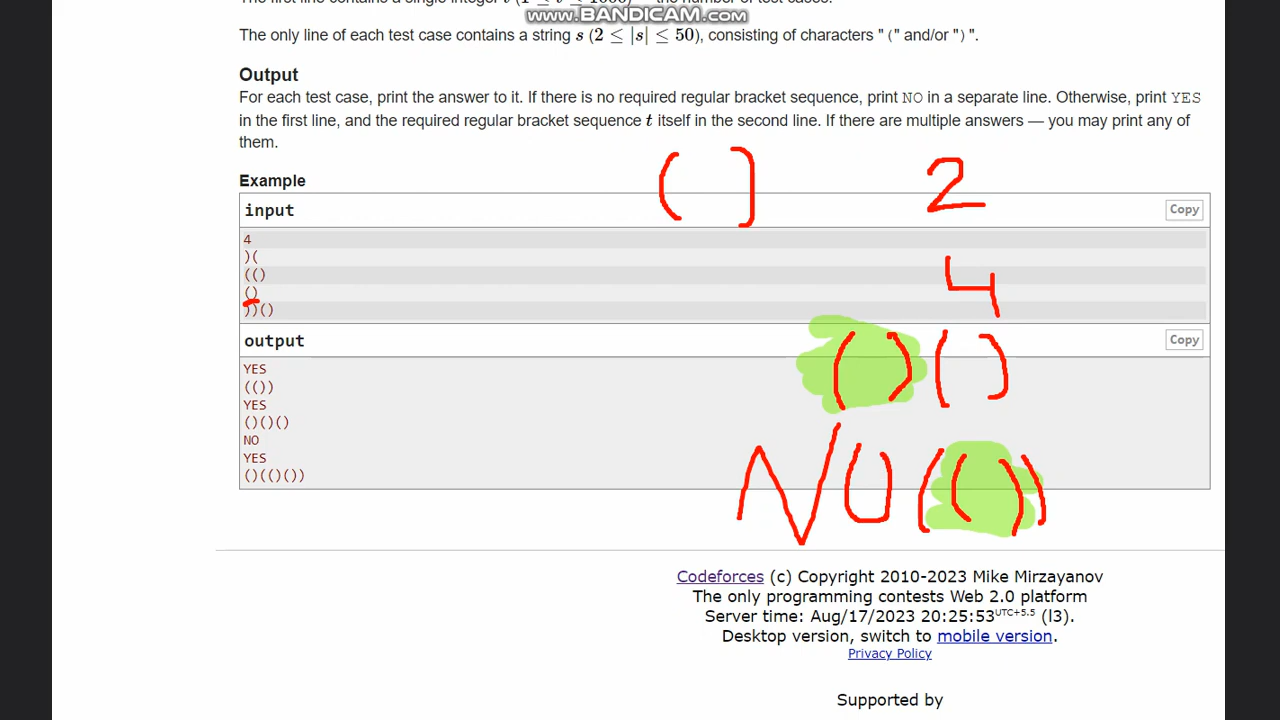 www.BANDICAM.com
The only line of each test case contains a string s (2 ≤ |s| ≤ 50), consisting of characters "(" and/or ")".
Output
For each test case, print the answer to it. If there is no required regular bracket sequence, print NO in a separate line. Otherwise, print YES
in the first line, and the required regular bracket sequence t itself in the second line. If there are multiple answers — you may print any of
them.
( ] 2
Example
input Copy
4
)(
(()
()
))()
4
output Copy
( ) ( )
YES
(())
YES
()()()
NO
YES
()(()())
NO (())
Codeforces (c) Copyright 2010-2023 Mike Mirzayanov
The only programming contests Web 2.0 platform
Server time: Aug/17/2023 20:25:53UTC+5.5 (l3).
Desktop version, switch to mobile version.
Privacy Policy
Supported by